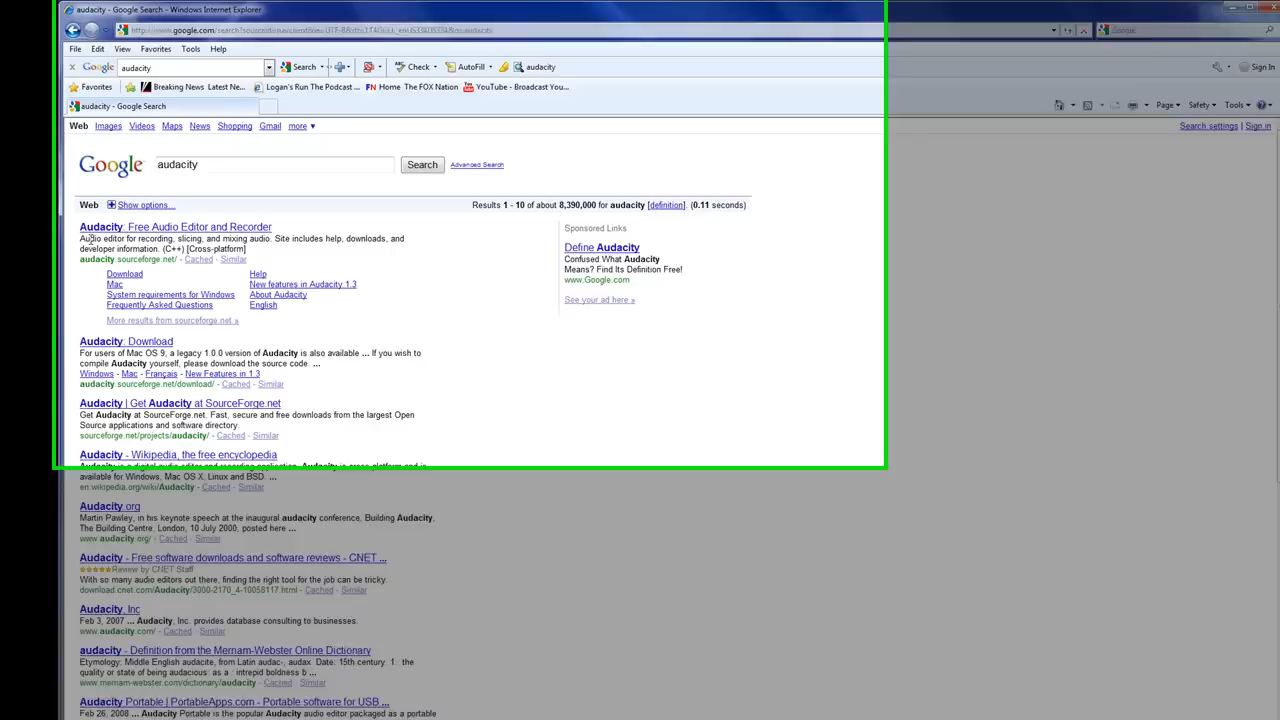 audacity - Google Search - Windows Internet Explorer
File Edit View Favorites Tools Help
Google audacity Search Check AutoFill audacity Sign In
Favorites Breaking News Latest Ne... Logan's Run The Podcast ... Home The FOX Nation YouTube - Broadcast You...
audacity - Google Search Page Safety Tools
Web Images Videos Maps News Shopping Gmail more Search settings | Sign in
Google audacity Search Advanced Search
Web Show options... Results 1 - 10 of about 8,390,000 for audacity [definition]. (0.11 seconds)
Audacity: Free Audio Editor and Recorder
Audio editor for recording, slicing, and mixing audio. Site includes help, downloads, and
developer information. (C++) [Cross-platform]
audacity.sourceforge.net/ - Cached - Similar
Download Help
Mac New features in Audacity 1.3
System requirements for Windows About Audacity
Frequently Asked Questions English
More results from sourceforge.net »
Sponsored Links
Define Audacity
Confused What Audacity
Means? Find Its Definition Free!
www.Google.com
See your ad here »
Audacity: Download
For users of Mac OS 9, a legacy 1.0.0 version of Audacity is also available ... If you wish to
compile Audacity yourself, please download the source code. ...
Windows - Mac - Français - New Features in 1.3
audacity.sourceforge.net/download/ - Cached - Similar
Audacity | Get Audacity at SourceForge.net
Get Audacity at SourceForge.net. Fast, secure and free downloads from the largest Open
Source applications and software directory.
sourceforge.net/projects/audacity/ - Cached - Similar
Audacity - Wikipedia, the free encyclopedia
Audacity is a digital audio editor and recording application. Audacity is cross-platform and is
available for Windows, Mac OS X, Linux and BSD. ...
en.wikipedia.org/wiki/Audacity - Cached - Similar
Audacity.org
Martin Pawley, in his keynote speech at the inaugural audacity conference, Building Audacity,
The Building Centre, London, 10 July 2000, posted here ...
www.audacity.org/ - Cached - Similar
Audacity - Free software downloads and software reviews - CNET ...
Review by CNET Staff
With so many audio editors out there, finding the right tool for the job can be tricky.
download.cnet.com/Audacity/3000-2170_4-10058117.html - Cached - Similar
Audacity, Inc
Feb 3, 2007 ... Audacity, Inc. provides database consulting to businesses.
www.audacity.com/ - Cached - Similar
audacity - Definition from the Merriam-Webster Online Dictionary
Etymology: Middle English audacite, from Latin audac-, audax. Date: 15th century. 1 : the
quality or state of being audacious: as a : intrepid boldness b ...
www.merriam-webster.com/dictionary/audacity - Cached - Similar
Audacity Portable | PortableApps.com - Portable software for USB ...
Feb 26, 2008 ... Audacity Portable is the popular Audacity audio editor packaged as a portable